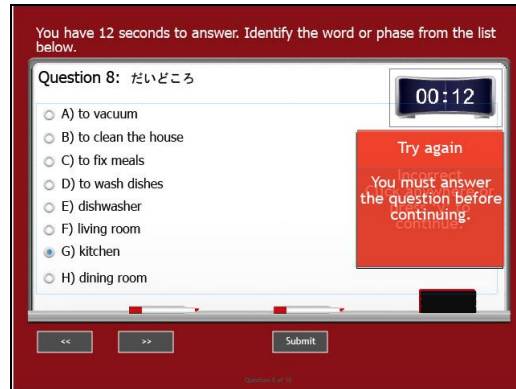 You have 12 seconds to answer. Identify the word or phase from the list
below.
Question 8: だいどころ
00:12
A) to vacuum
B) to clean the house
C) to fix meals
D) to wash dishes
E) dishwasher
F) living room
G) kitchen
H) dining room
Try again
Incorrect
You must answer
the question before
continuing.
continue.
<<
>>
Submit